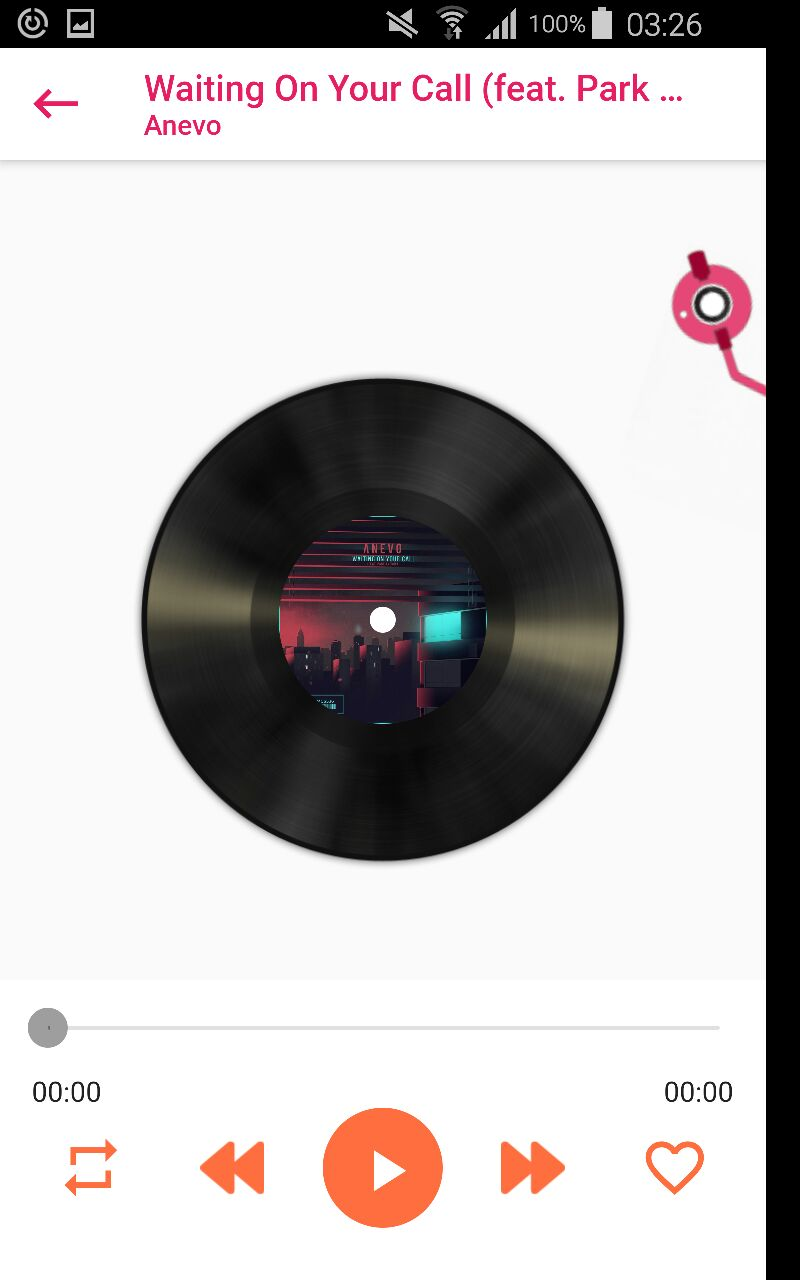 100% 03:26
Waiting On Your Call (feat. Park ...
Anevo
ANEVO
WAITING ON YOUR CALL
00:00 00:00